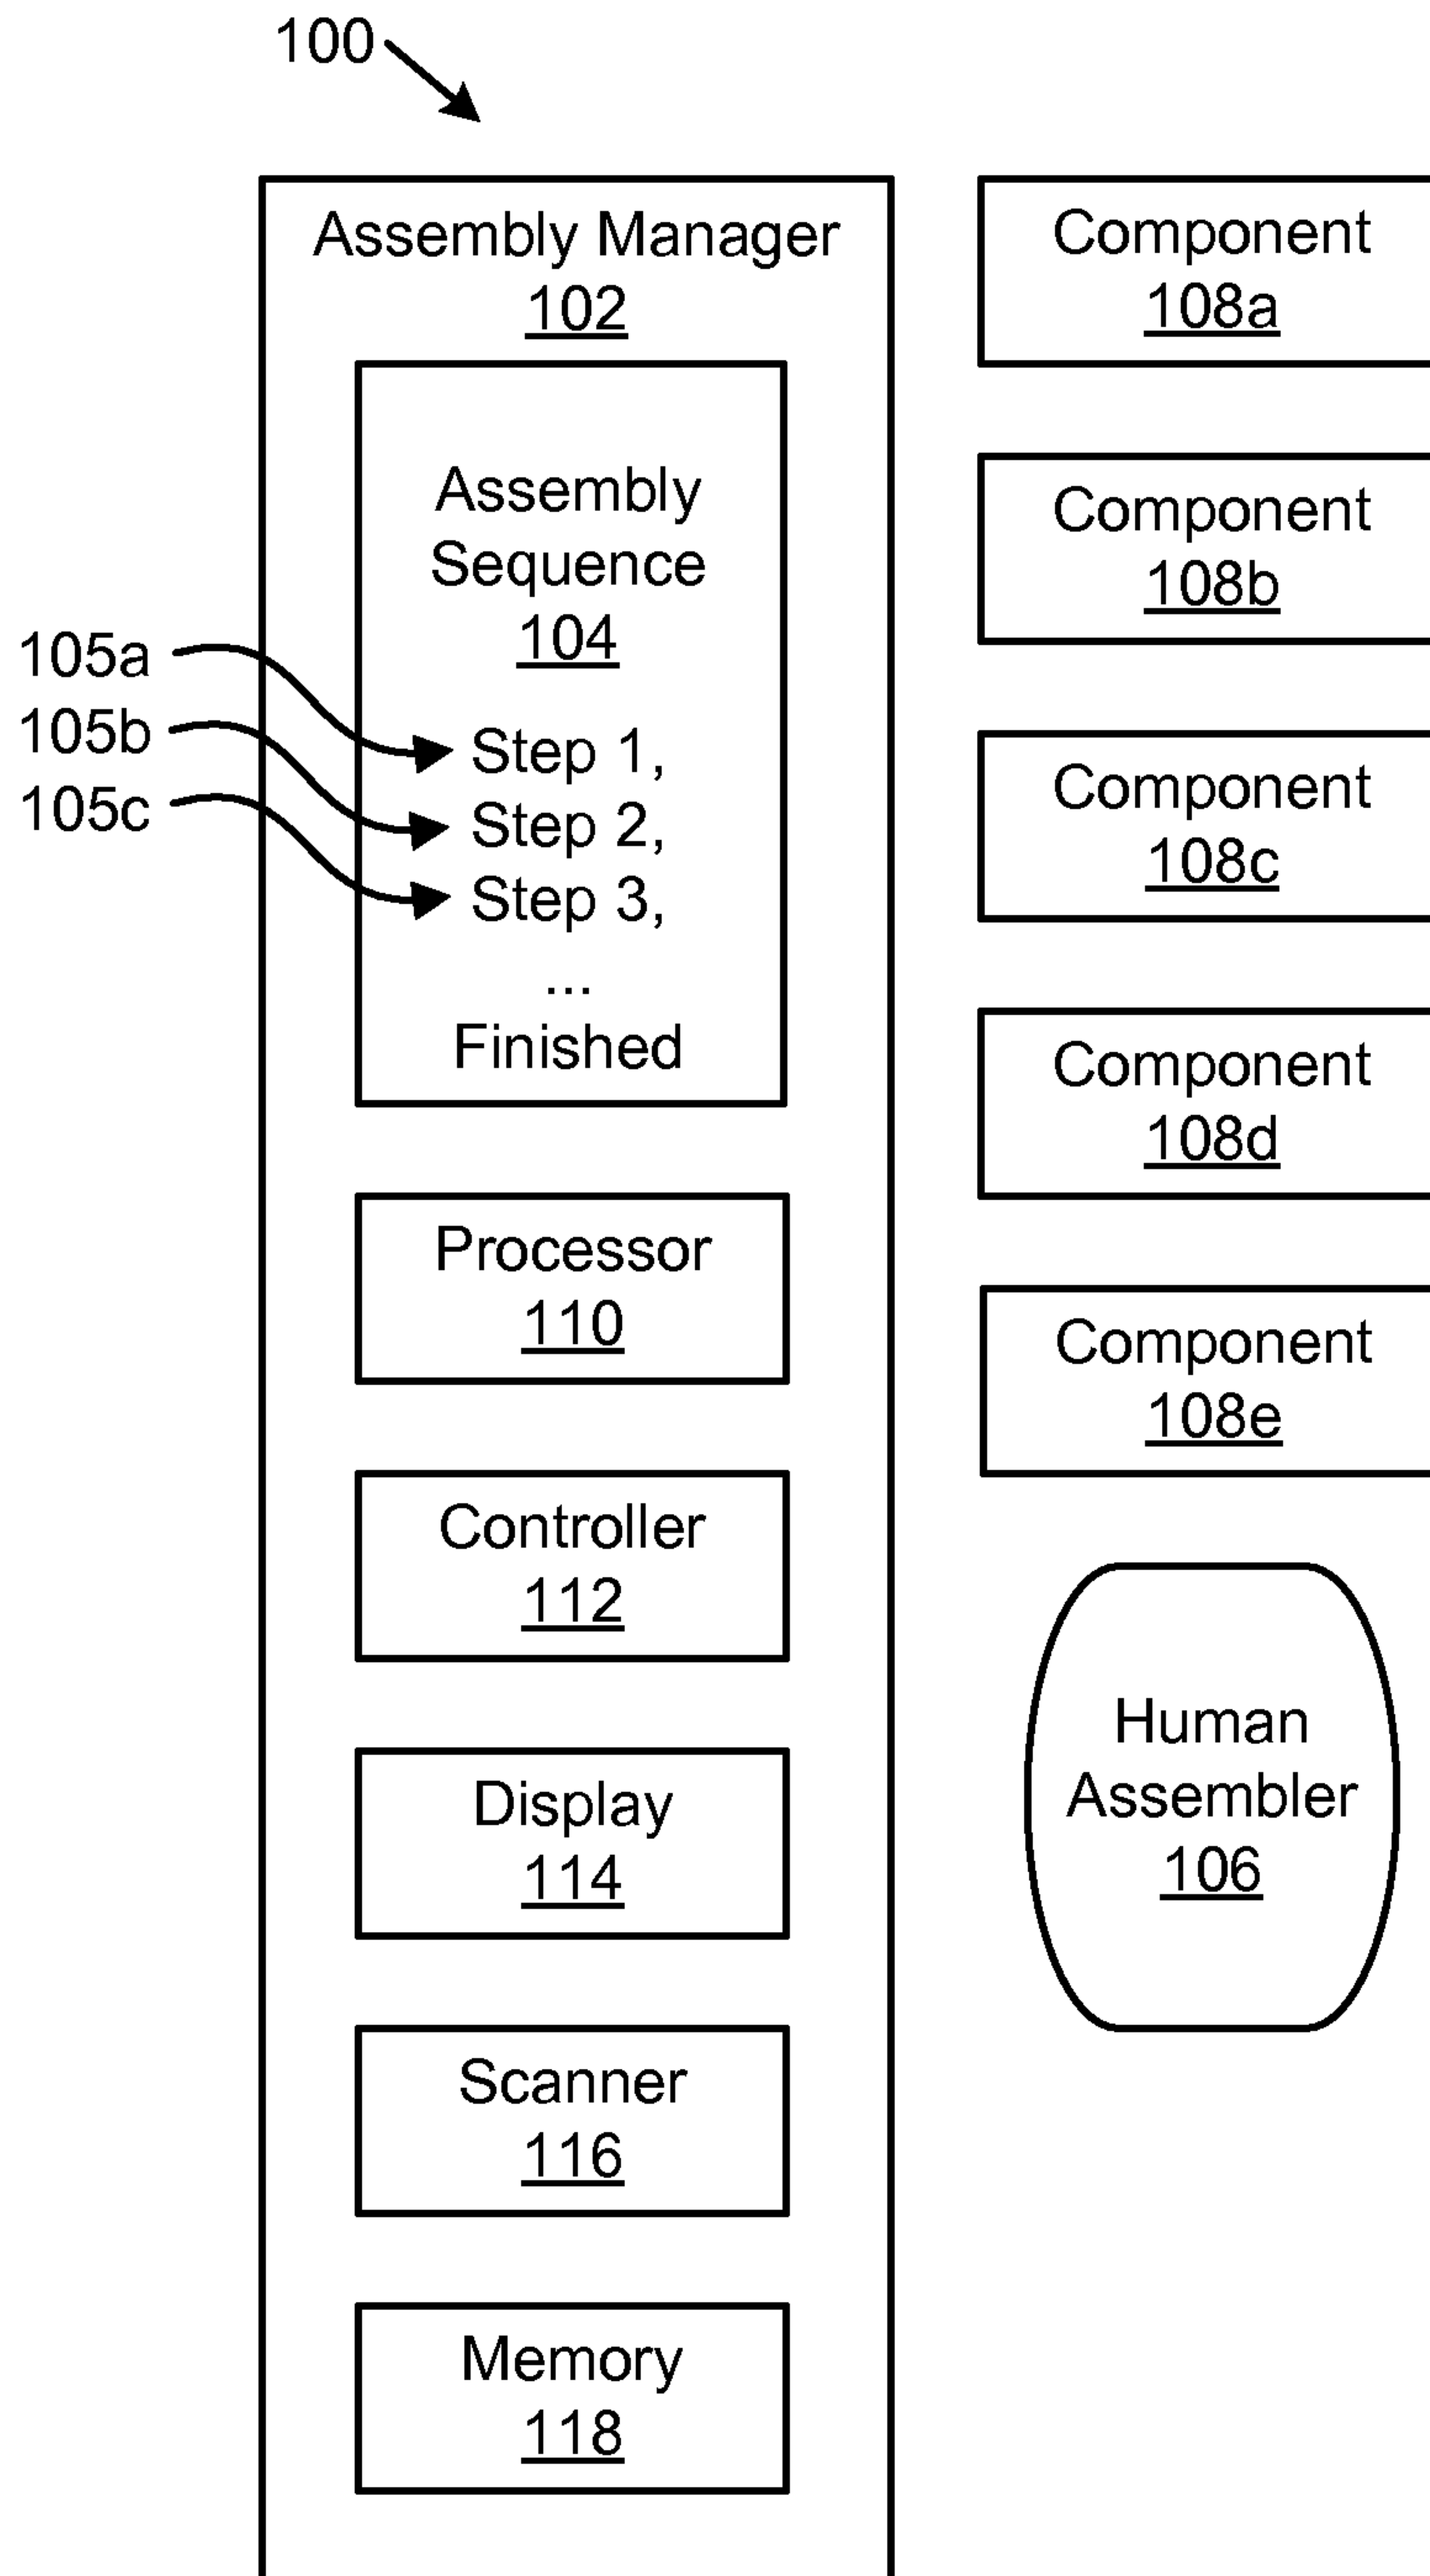 100
Assembly Manager
102
Assembly
Sequence
104
105a
105b
105c
Step 1,
Step 2,
Step 3,
...
Finished
Processor
110
Controller
112
Display
114
Scanner
116
Memory
118
Component
108a
Component
108b
Component
108c
Component
108d
Component
108e
Human
Assembler
106